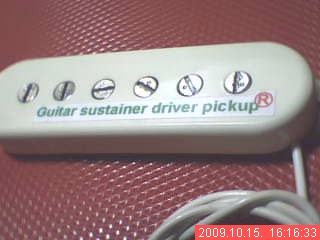 Guitar sustainer driver pickup®
2009.10.15. 16:16:33